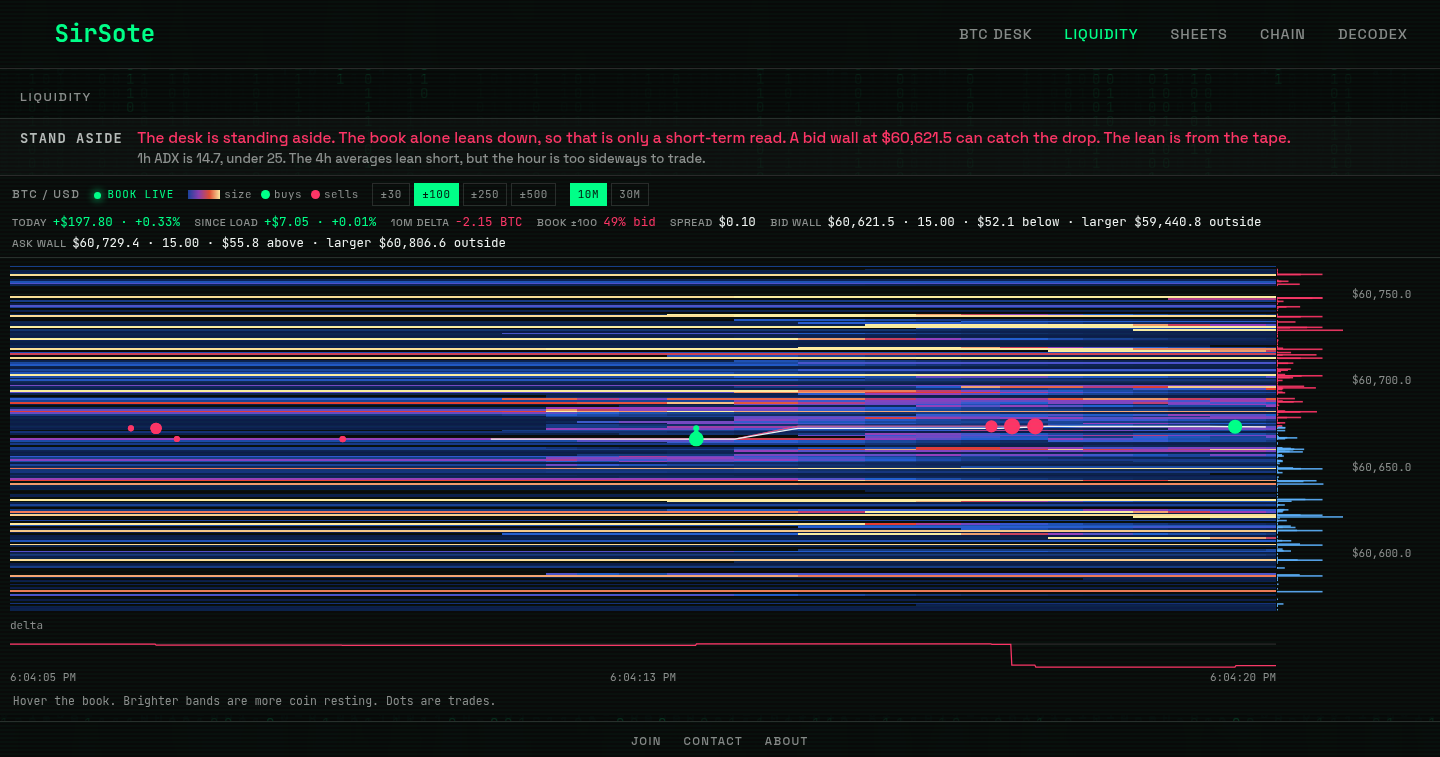 SirSote
BTC DESK LIQUIDITY SHEETS CHAIN DECODEX
LIQUIDITY
STAND ASIDE The desk is standing aside. The book alone leans down, so that is only a short-term read. A bid wall at $60,621.5 can catch the drop. The lean is from the tape.
1h ADX is 14.7, under 25. The 4h averages lean short, but the hour is too sideways to trade.
BTC / USD BOOK LIVE size buys sells ±30 ±100 ±250 ±500 10M 30M
TODAY +$197.80 · +0.33% SINCE LOAD +$7.05 · +0.01% 10M DELTA -2.15 BTC BOOK ±100 49% bid SPREAD $0.10 BID WALL $60,621.5 · 15.00 · $52.1 below · larger $59,440.8 outside
ASK WALL $60,729.4 · 15.00 · $55.8 above · larger $60,806.6 outside
$60,750.0
$60,700.0
$60,650.0
$60,600.0
delta
6:04:05 PM 6:04:13 PM 6:04:20 PM
Hover the book. Brighter bands are more coin resting. Dots are trades.
JOIN CONTACT ABOUT